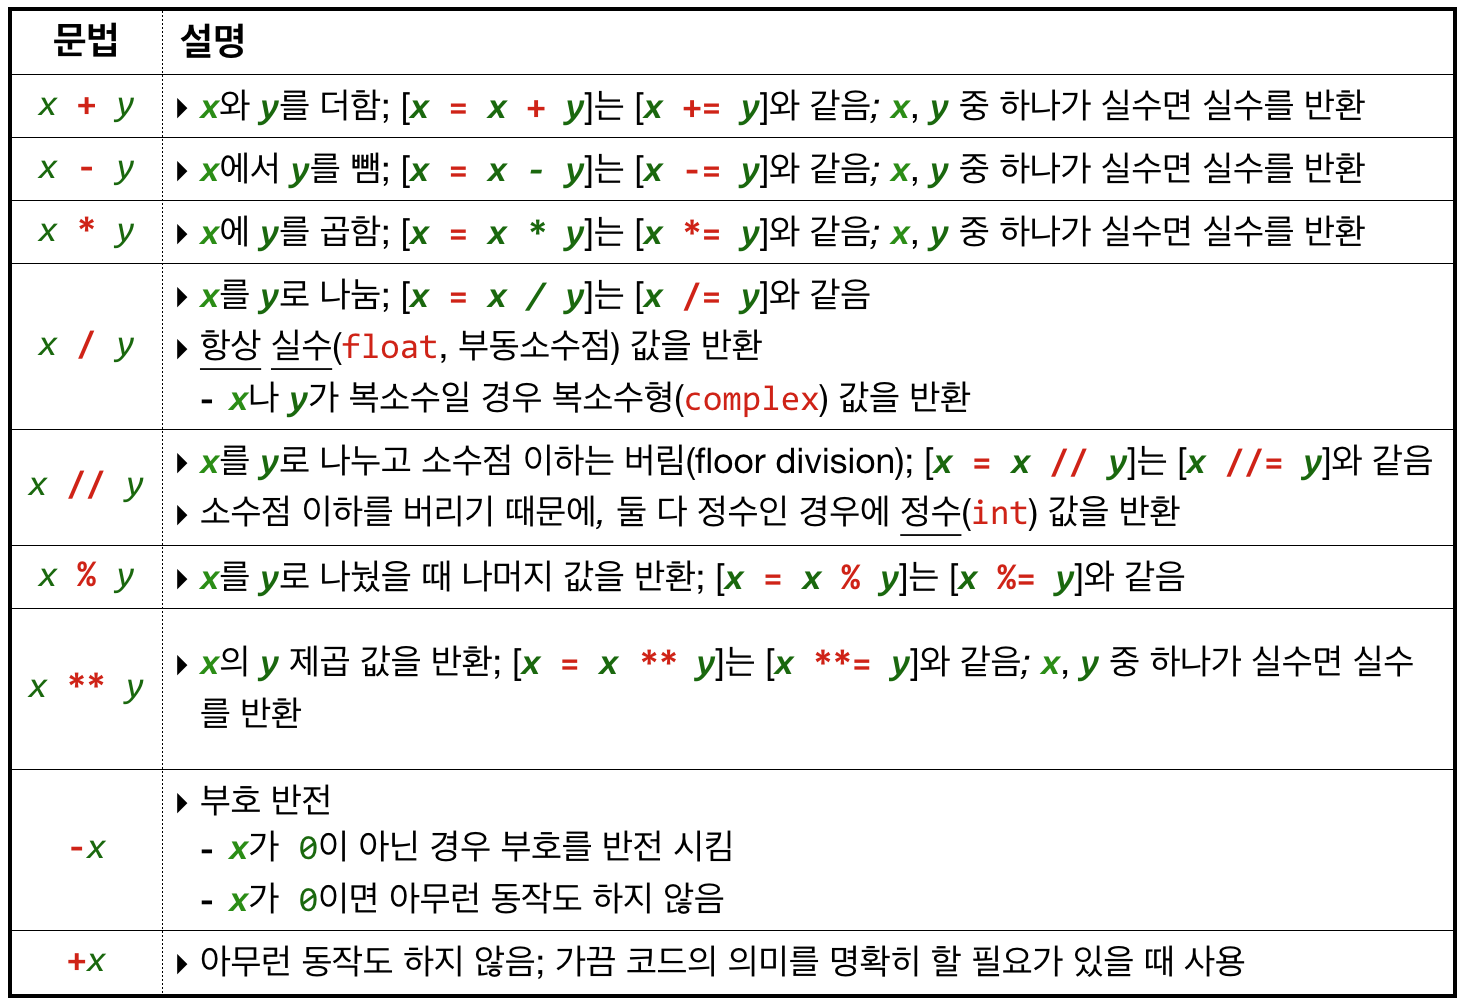 문법 설명
x + y ▸ x와 y를 더함; [x = x + y]는 [x += y]와 같음; x, y 중 하나가 실수면 실수를 반환
x - y ▸ x에서 y를 뺌; [x = x - y]는 [x -= y]와 같음; x, y 중 하나가 실수면 실수를 반환
x * y ▸ x에 y를 곱함; [x = x * y]는 [x *= y]와 같음; x, y 중 하나가 실수면 실수를 반환
▸ x를 y로 나눔; [x = x / y]는 [x /= y]와 같음
x / y ▸ 항상 실수(float, 부동소수점) 값을 반환
- x나 y가 복소수일 경우 복소수형(complex) 값을 반환
x // y ▸ x를 y로 나누고 소수점 이하는 버림(floor division); [x = x // y]는 [x //= y]와 같음
▸ 소수점 이하를 버리기 때문에, 둘 다 정수인 경우에 정수(int) 값을 반환
x % y ▸ x를 y로 나눴을 때 나머지 값을 반환; [x = x % y]는 [x %= y]와 같음
x ** y ▸ x의 y 제곱 값을 반환; [x = x ** y]는 [x **= y]와 같음; x, y 중 하나가 실수면 실수
를 반환
▸ 부호 반전
-x - x가 0이 아닌 경우 부호를 반전 시킴
- x가 0이면 아무런 동작도 하지 않음
+x ▸ 아무런 동작도 하지 않음; 가끔 코드의 의미를 명확히 할 필요가 있을 때 사용